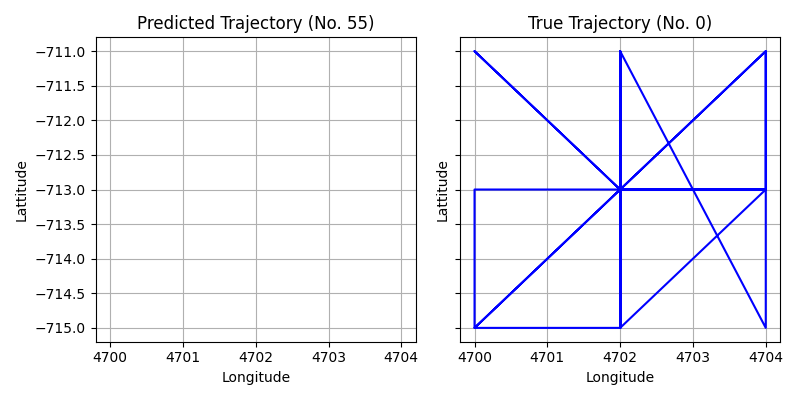 Predicted Trajectory (No. 55)
−711.0
−711.5
−712.0
−712.5
−713.0
−713.5
−714.0
−714.5
−715.0
Lattitude
4700 4701 4702 4703 4704
Longitude
True Trajectory (No. 0)
Lattitude
4700 4701 4702 4703 4704
Longitude